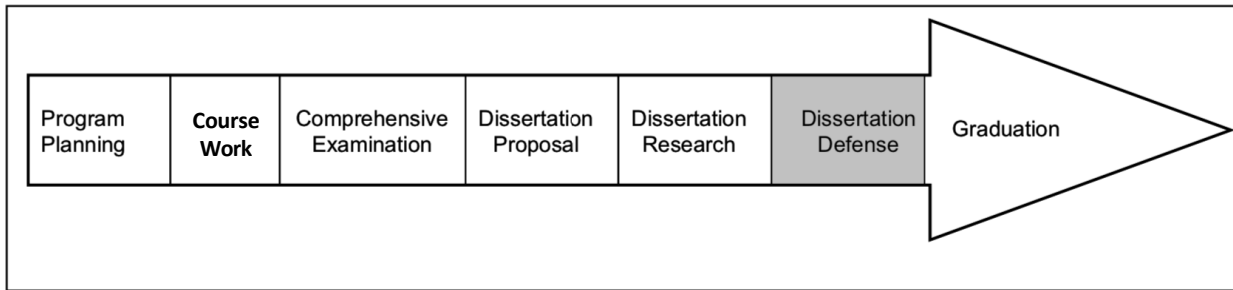 Program
Planning
Course
Work
Comprehensive
Examination
Dissertation
Proposal
Dissertation
Research
Dissertation
Defense
Graduation